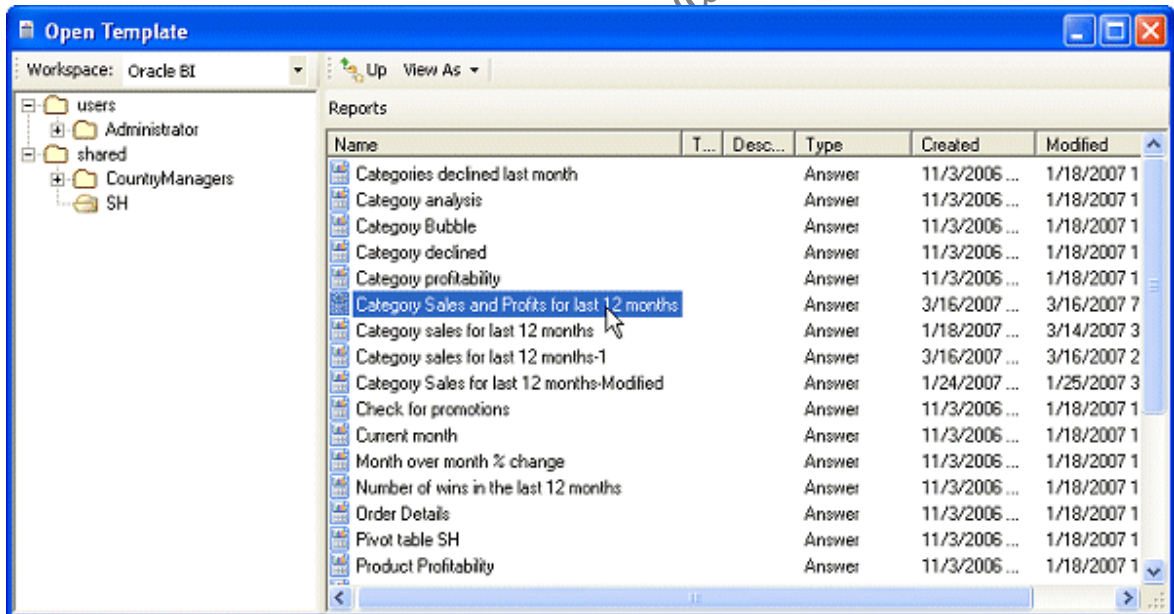 Open Template
Workspace: Oracle BI Up View As
users
Administrator
shared
CountryManagers
SH
Reports
Name T... Desc... Type Created Modified
Categories declined last month Answer 11/3/2006 ... 1/18/2007 1
Category analysis Answer 11/3/2006 ... 1/18/2007 1
Category Bubble Answer 11/3/2006 ... 1/18/2007 1
Category declined Answer 11/3/2006 ... 1/18/2007 1
Category profitability Answer 11/3/2006 ... 1/18/2007 1
Category Sales and Profits for last 12 months Answer 3/16/2007 ... 3/16/2007 7
Category sales for last 12 months Answer 1/18/2007 ... 3/14/2007 3
Category sales for last 12 months-1 Answer 3/16/2007 ... 3/16/2007 2
Category Sales for last 12 months-Modified Answer 1/24/2007 ... 1/25/2007 3
Check for promotions Answer 11/3/2006 ... 1/18/2007 1
Current month Answer 11/3/2006 ... 1/18/2007 1
Month over month % change Answer 11/3/2006 ... 1/18/2007 1
Number of wins in the last 12 months Answer 11/3/2006 ... 1/18/2007 1
Order Details Answer 11/3/2006 ... 1/18/2007 1
Pivot table SH Answer 11/3/2006 ... 1/18/2007 1
Product Profitability Answer 11/3/2006 ... 1/18/2007 1